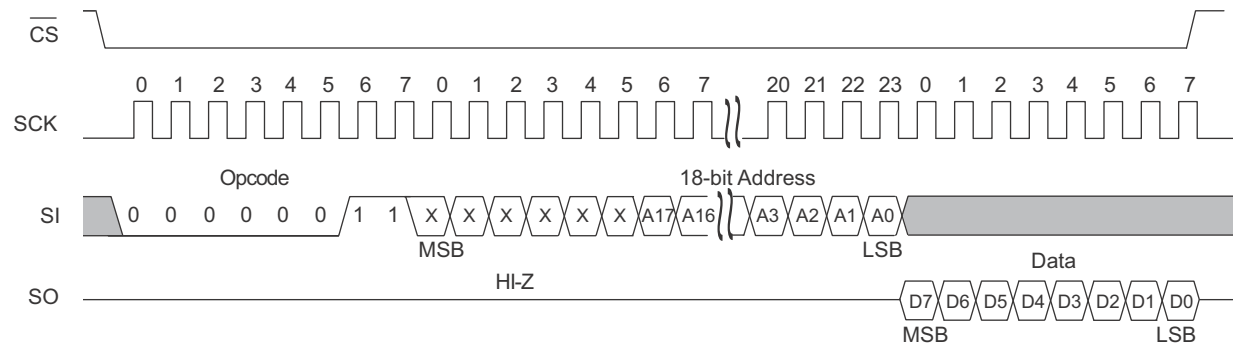 CS
0 1 2 3 4 5 6 7 0 1 2 3 4 5 6 7 20 21 22 23 0 1 2 3 4 5 6 7
SCK
Opcode 18-bit Address
SI 0 0 0 0 0 0 1 1 X X X X X X A17 A16 A3 A2 A1 A0
MSB LSB
HI-Z Data
SO D7 D6 D5 D4 D3 D2 D1 D0
MSB LSB